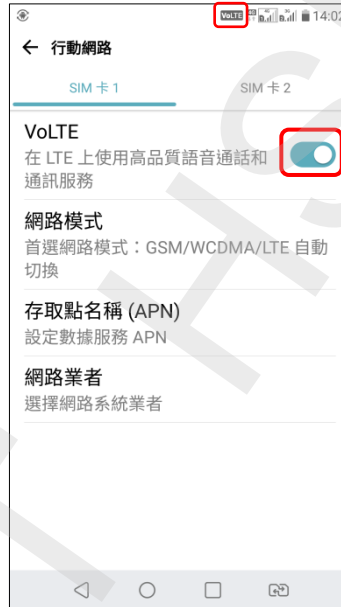 VoLTE 14:02
← 行動網路
SIM 卡 1 SIM 卡 2
VoLTE
在 LTE 上使用高品質語音通話和
通訊服務
網路模式
首選網路模式：GSM/WCDMA/LTE 自動
切換
存取點名稱 (APN)
設定數據服務 APN
網路業者
選擇網路系統業者